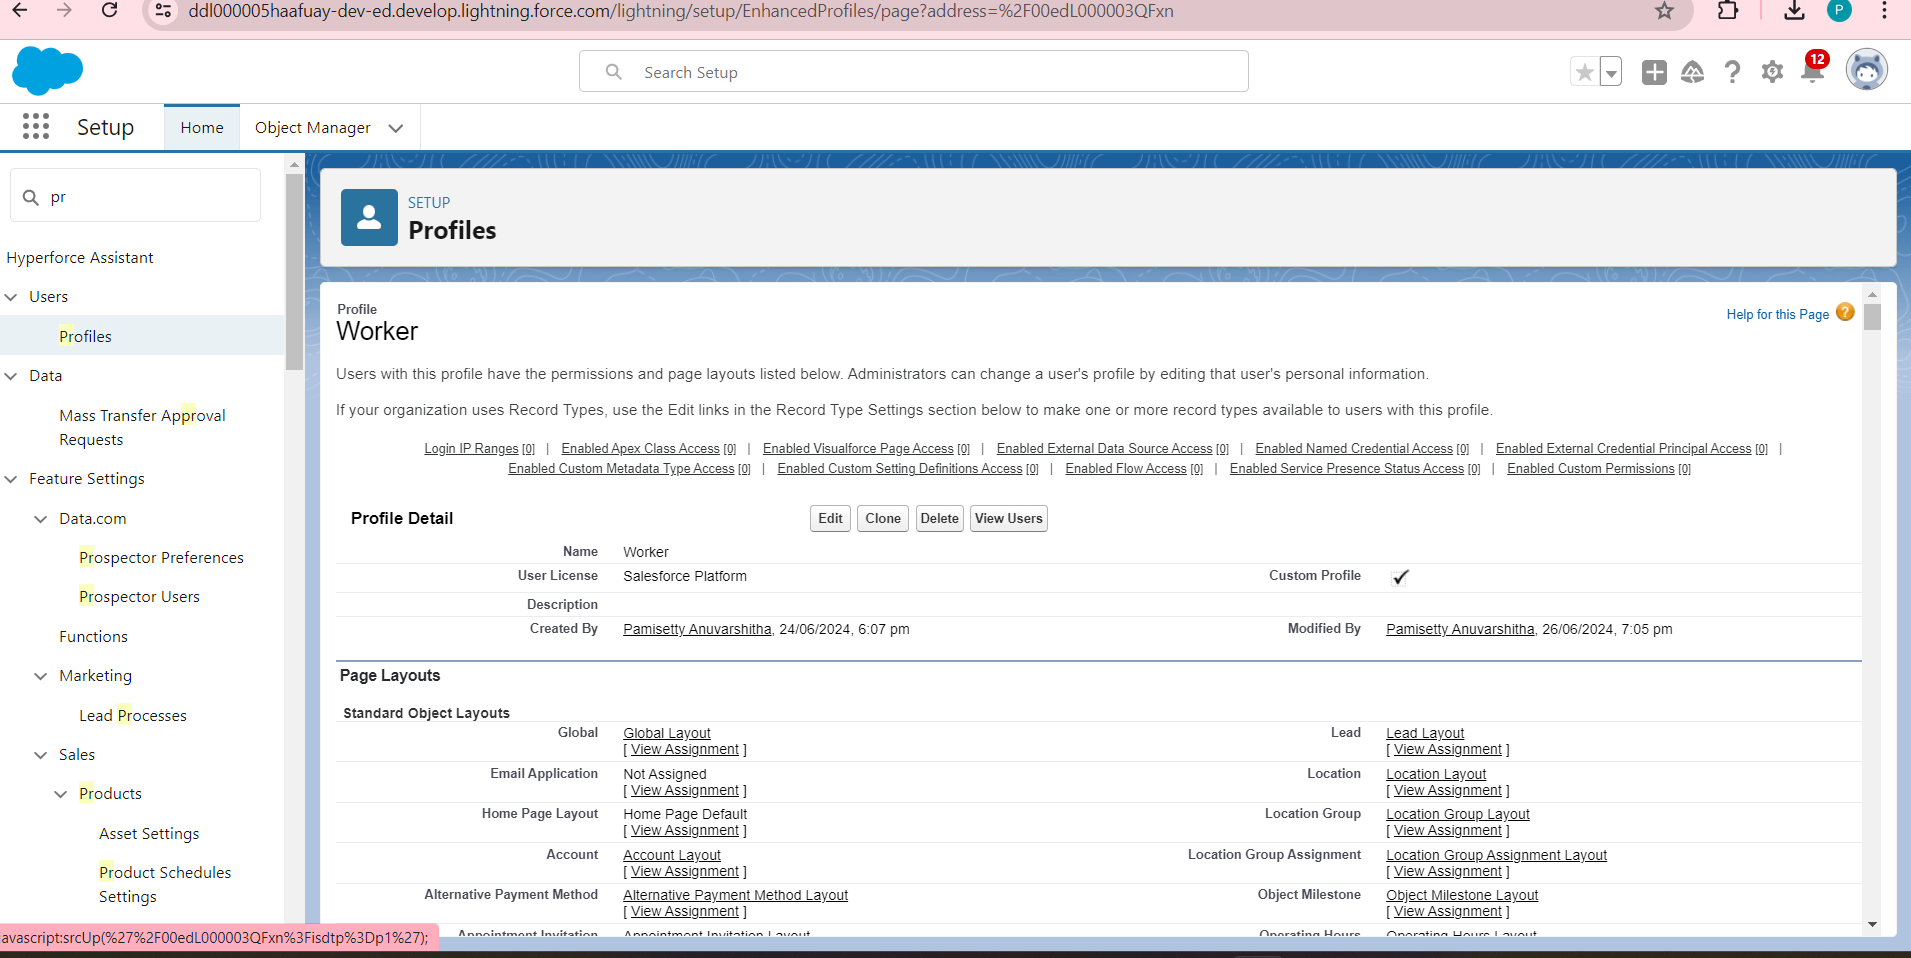 ddl000005haafuay-dev-ed.develop.lightning.force.com/lightning/setup/EnhancedProfiles/page?address=%2F00edL000003QFxn
P
Search Setup
12
Setup
Home
Object Manager
pr
Hyperforce Assistant
Users
Profiles
Data
Mass Transfer Approval
Requests
Feature Settings
Data.com
Prospector Preferences
Prospector Users
Functions
Marketing
Lead Processes
Sales
Products
Asset Settings
Product Schedules
Settings
javascript:srcUp(%27%2F00edL000003QFxn%3Fisdtp%3Dp1%27);
SETUP
Profiles
Profile
Worker
Help for this Page ?
Users with this profile have the permissions and page layouts listed below. Administrators can change a user's profile by editing that user's personal information.
If your organization uses Record Types, use the Edit links in the Record Type Settings section below to make one or more record types available to users with this profile.
Login IP Ranges [0] | Enabled Apex Class Access [0] | Enabled Visualforce Page Access [0] | Enabled External Data Source Access [0] | Enabled Named Credential Access [0] | Enabled External Credential Principal Access [0] |
Enabled Custom Metadata Type Access [0] | Enabled Custom Setting Definitions Access [0] | Enabled Flow Access [0] | Enabled Service Presence Status Access [0] | Enabled Custom Permissions [0]
Profile Detail
Edit Clone Delete View Users
Name Worker
User License Salesforce Platform Custom Profile ✓
Description
Created By Pamisetty Anuvarshitha, 24/06/2024, 6:07 pm Modified By Pamisetty Anuvarshitha, 26/06/2024, 7:05 pm
Page Layouts
Standard Object Layouts
Global Global Layout Lead Lead Layout
[ View Assignment ] [ View Assignment ]
Email Application Not Assigned Location Location Layout
[ View Assignment ] [ View Assignment ]
Home Page Layout Home Page Default Location Group Location Group Layout
[ View Assignment ] [ View Assignment ]
Account Account Layout Location Group Assignment Location Group Assignment Layout
[ View Assignment ] [ View Assignment ]
Alternative Payment Method Alternative Payment Method Layout Object Milestone Object Milestone Layout
[ View Assignment ] [ View Assignment ]
Appointment Invitation Appointment Invitation Layout Operating Hours Operating Hours Layout